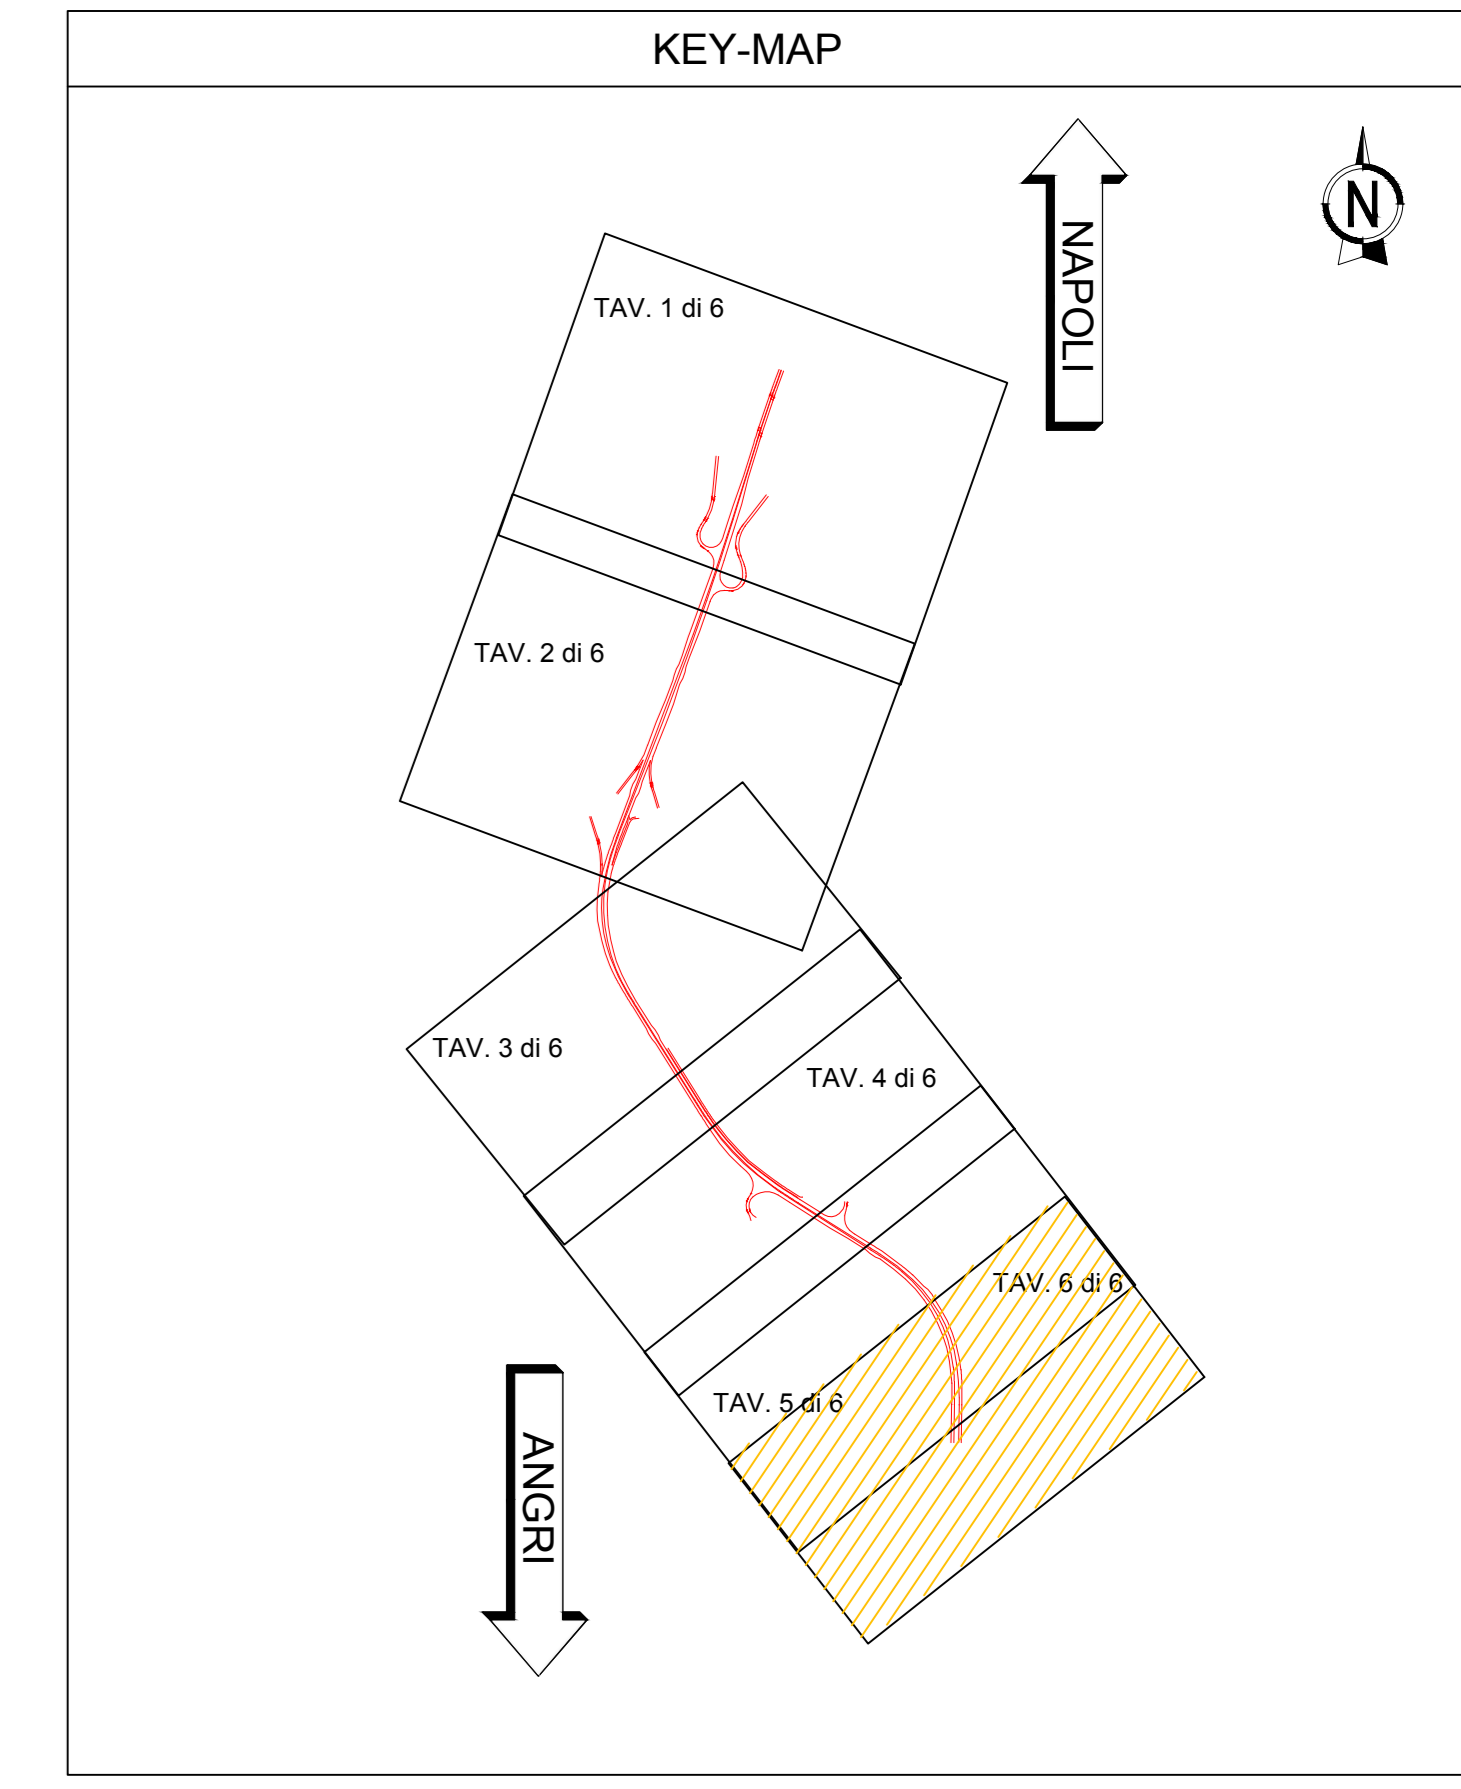 KEY-MAP
NAPOLI
N
TAV. 1 di 6
TAV. 2 di 6
TAV. 3 di 6
TAV. 4 di 6
TAV. 6 di 6
TAV. 5 di 6
ANGRI